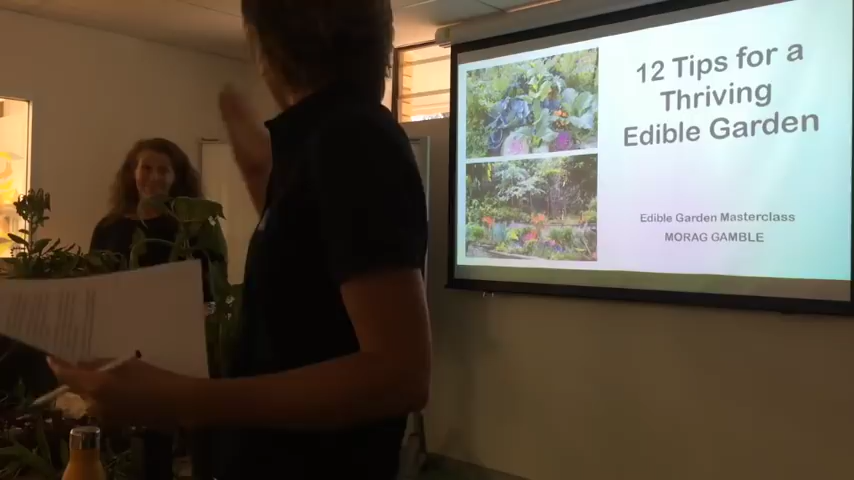 12 Tips for a
Thriving
Edible Garden
Edible Garden Masterclass
MORAG GAMBLE